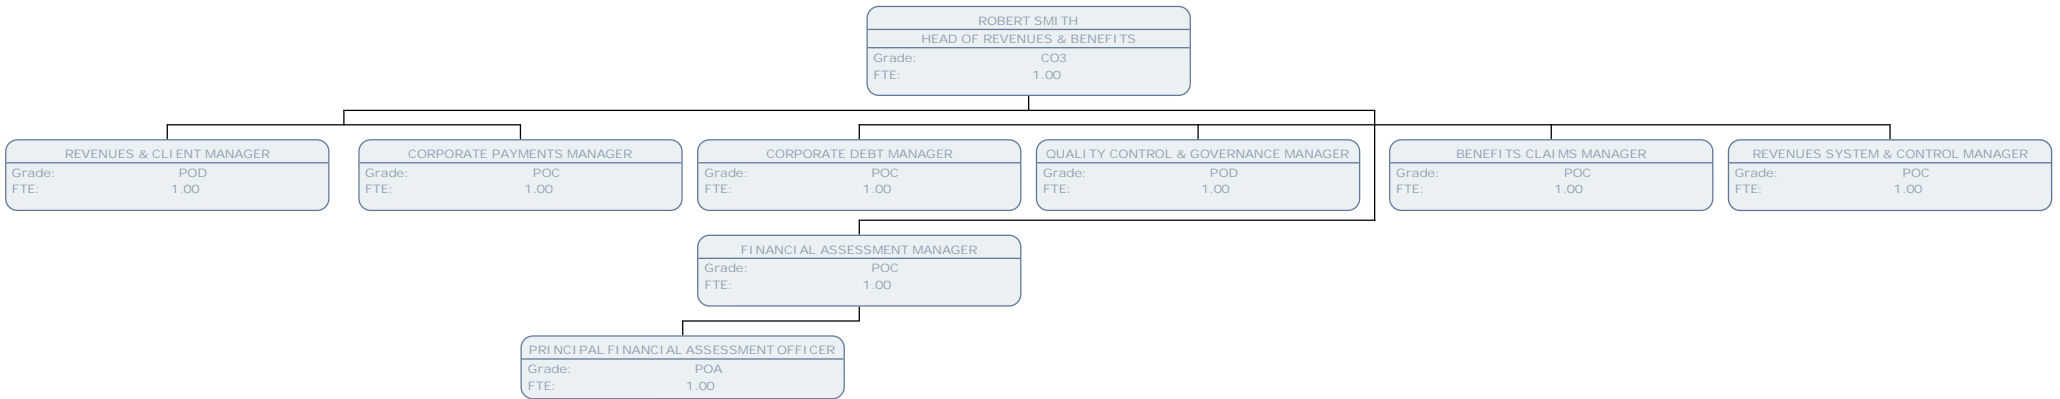 ROBERT SMITH
HEAD OF REVENUES & BENEFITS
Grade: CO3
FTE: 1.00
REVENUES & CLIENT MANAGER
Grade: POD
FTE: 1.00
CORPORATE PAYMENTS MANAGER
Grade: POC
FTE: 1.00
CORPORATE DEBT MANAGER
Grade: POC
FTE: 1.00
QUALITY CONTROL & GOVERNANCE MANAGER
Grade: POD
FTE: 1.00
BENEFITS CLAIMS MANAGER
Grade: POC
FTE: 1.00
REVENUES SYSTEM & CONTROL MANAGER
Grade: POC
FTE: 1.00
FINANCIAL ASSESSMENT MANAGER
Grade: POC
FTE: 1.00
PRINCIPAL FINANCIAL ASSESSMENT OFFICER
Grade: POA
FTE: 1.00